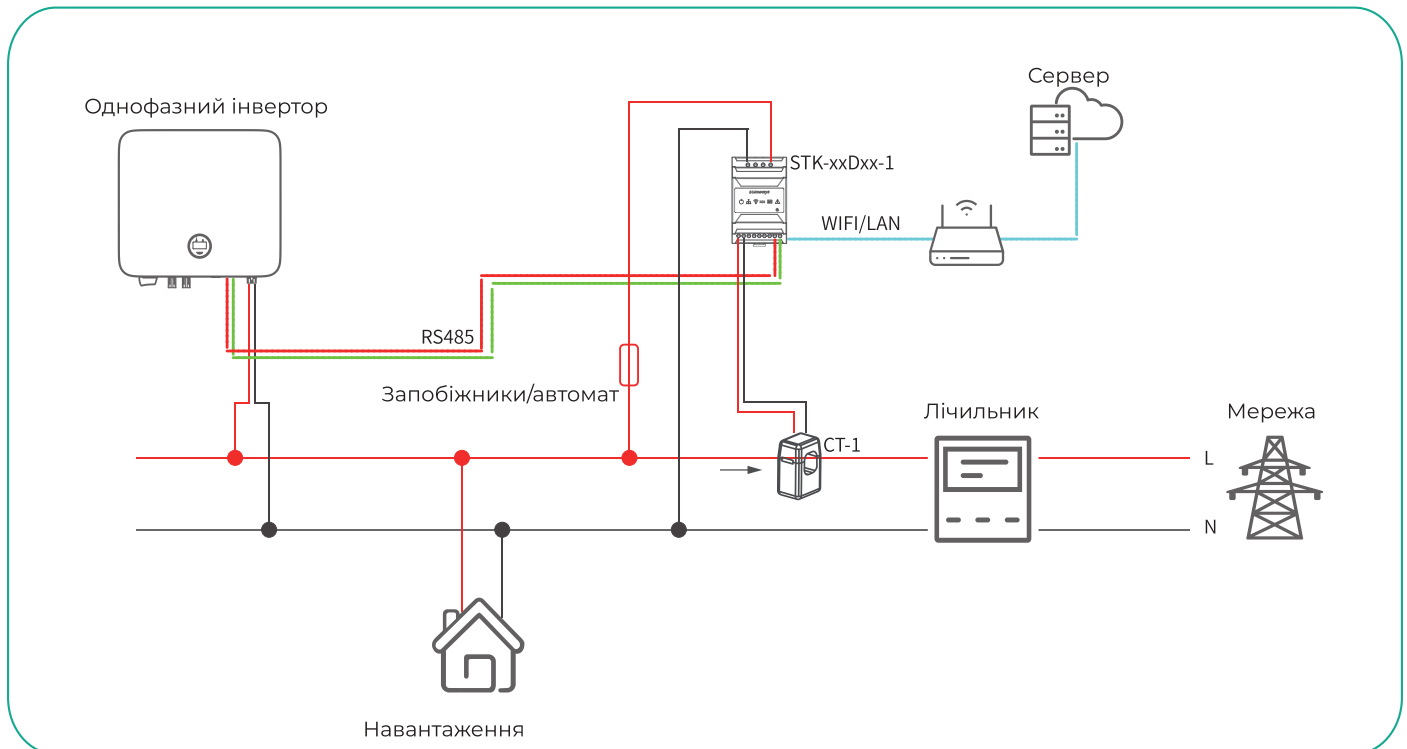 Сервер
Однофазний інвертор
STK-xxDxx-1
WIFI/LAN
RS485
Запобіжники/автомат
Лічильник
Мережа
CT-1
L
N
Навантаження